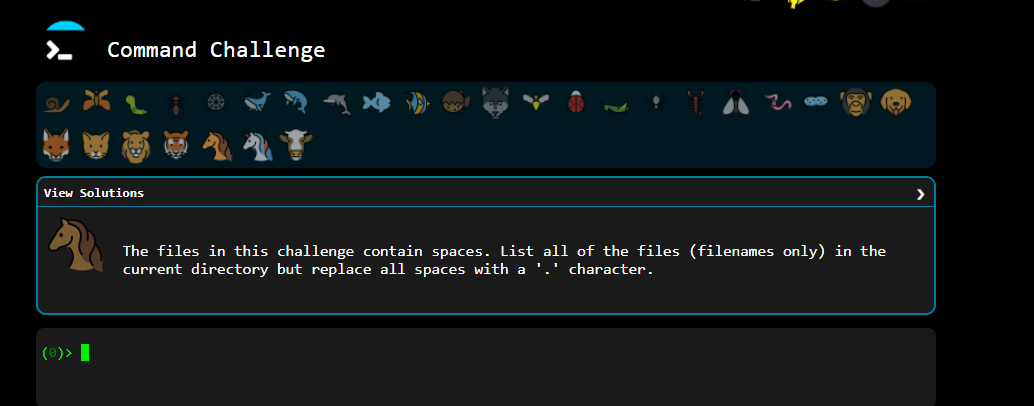 Command Challenge
View Solutions
The files in this challenge contain spaces. List all of the files (filenames only) in the
current directory but replace all spaces with a '.' character.
(0)>